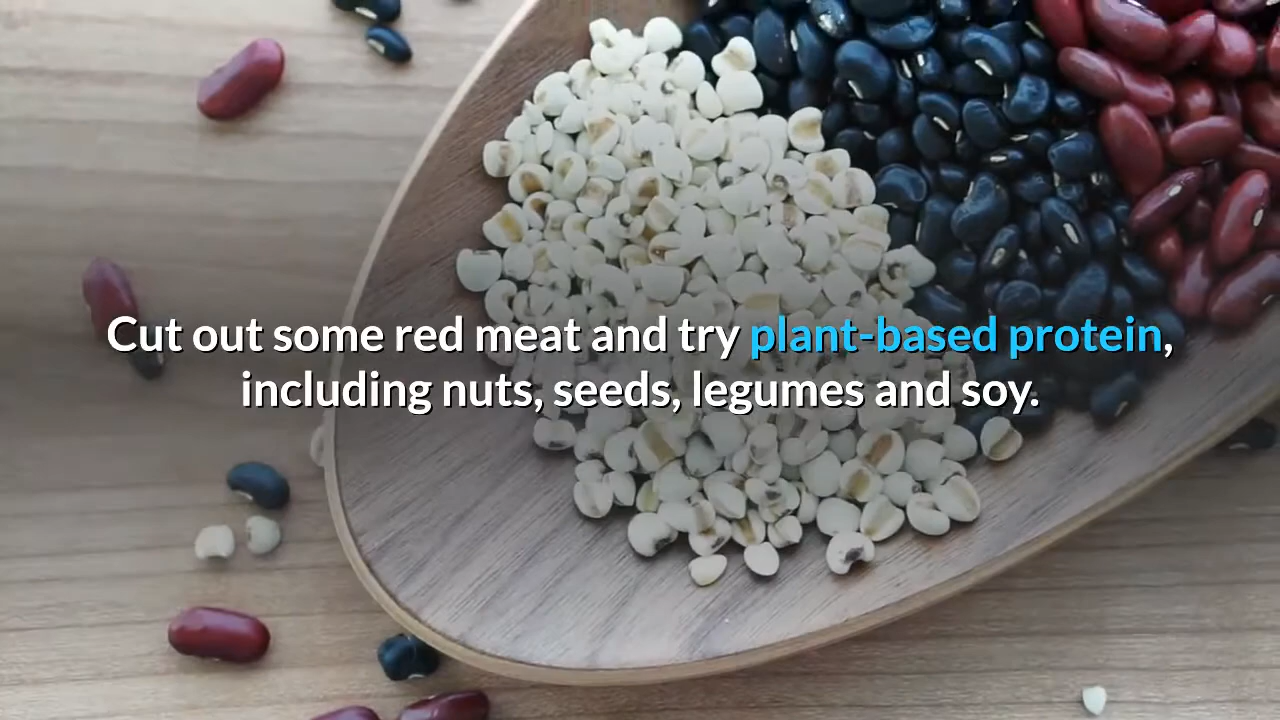 Cut out some red meat and try plant-based protein,
including nuts, seeds, legumes and soy.